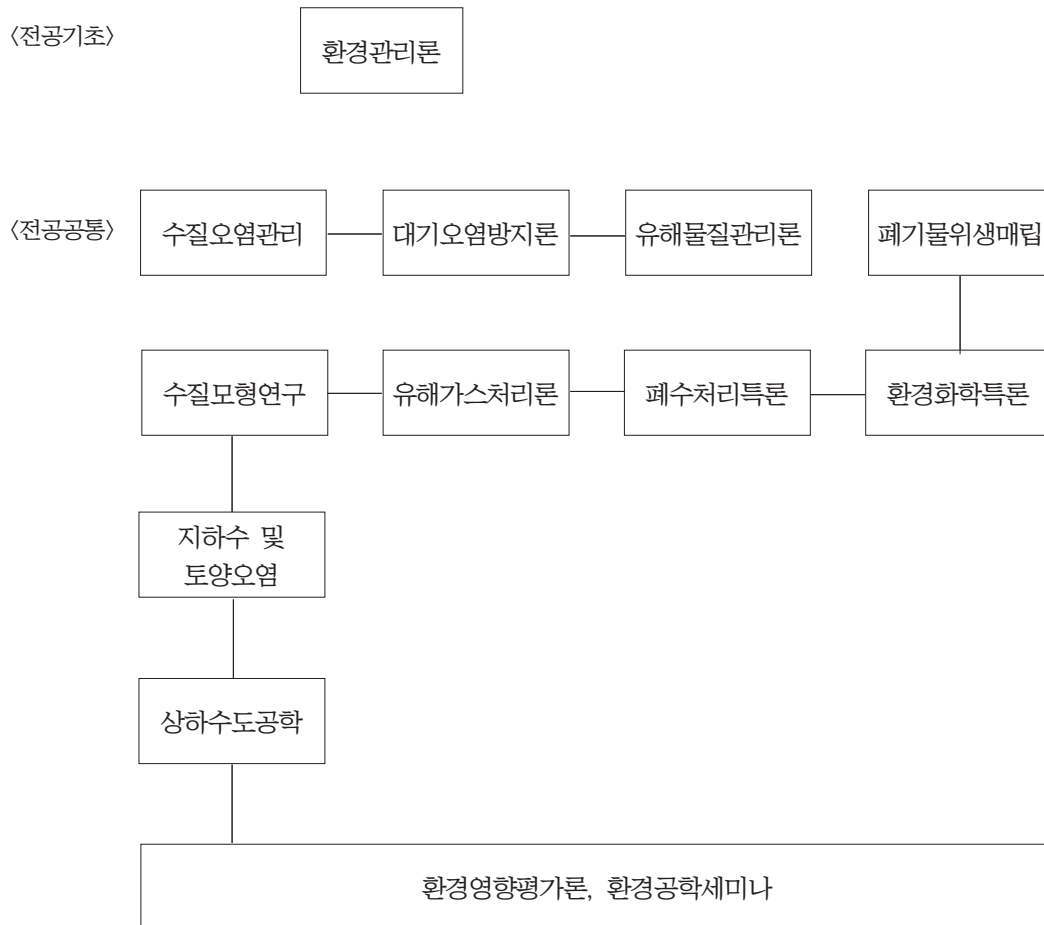 〈전공기초〉
환경관리론
〈전공공통〉
수질오염관리
대기오염방지론
유해물질관리론
폐기물위생매립
수질모형연구
유해가스처리론
폐수처리특론
환경화학특론
지하수 및
토양오염
상하수도공학
환경영향평가론, 환경공학세미나